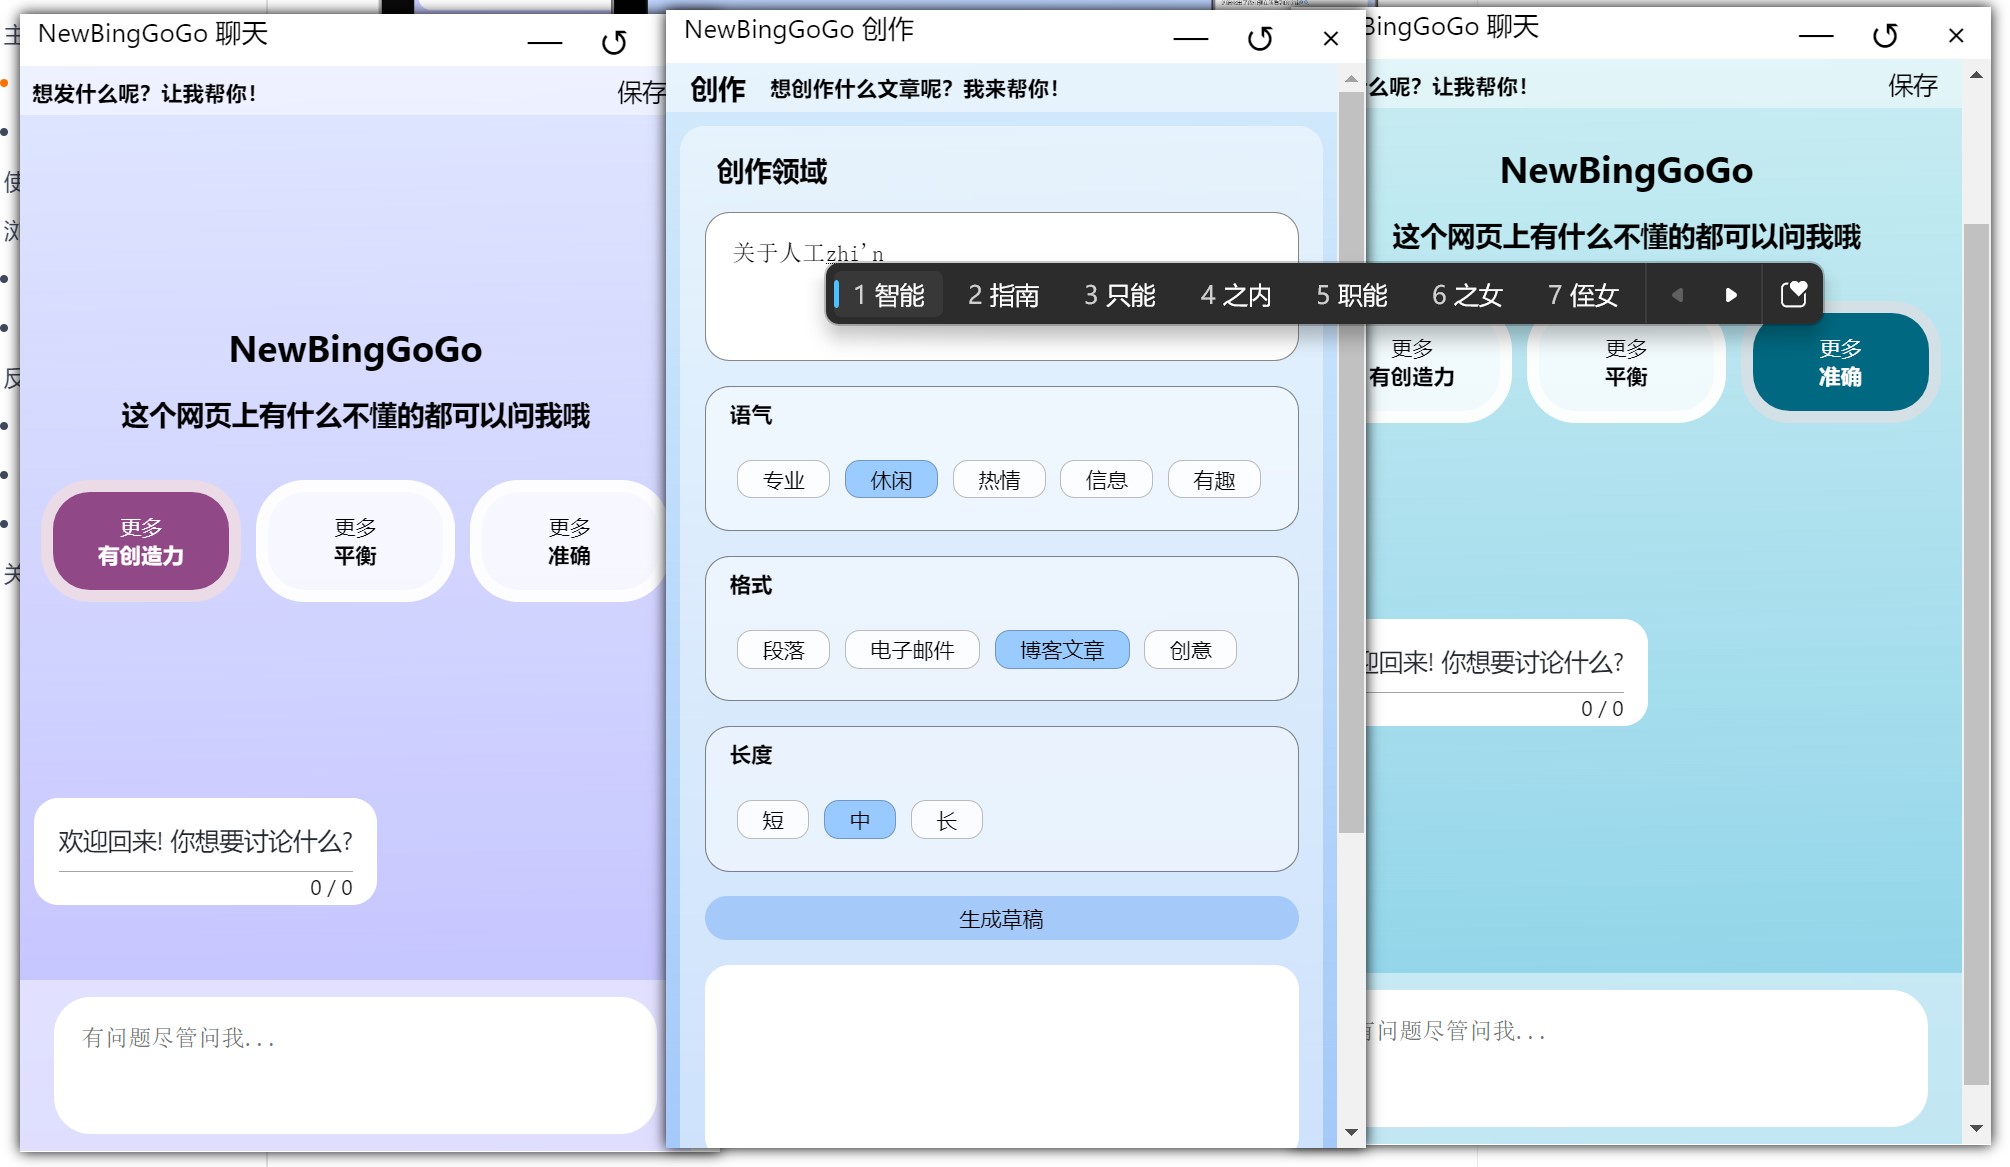 NewBingGoGo 聊天
想发什么呢？让我帮你！
保存
NewBingGoGo
这个网页上有什么不懂的都可以问我哦
更多
有创造力
更多
平衡
更多
准确
欢迎回来! 你想要讨论什么?
0 / 0
有问题尽管问我...
NewBingGoGo 创作
创作 想创作什么文章呢？我来帮你！
创作领域
关于人工zhi'n
1 智能 2 指南 3 只能 4 之内 5 职能 6 之女 7 侄女
语气
专业 休闲 热情 信息 有趣
格式
段落 电子邮件 博客文章 创意
长度
短 中 长
生成草稿
BingGoGo 聊天
么呢？让我帮你！
保存
NewBingGoGo
这个网页上有什么不懂的都可以问我哦
更多
有创造力
更多
平衡
更多
准确
迎回来! 你想要讨论什么?
0 / 0
有问题尽管问我...